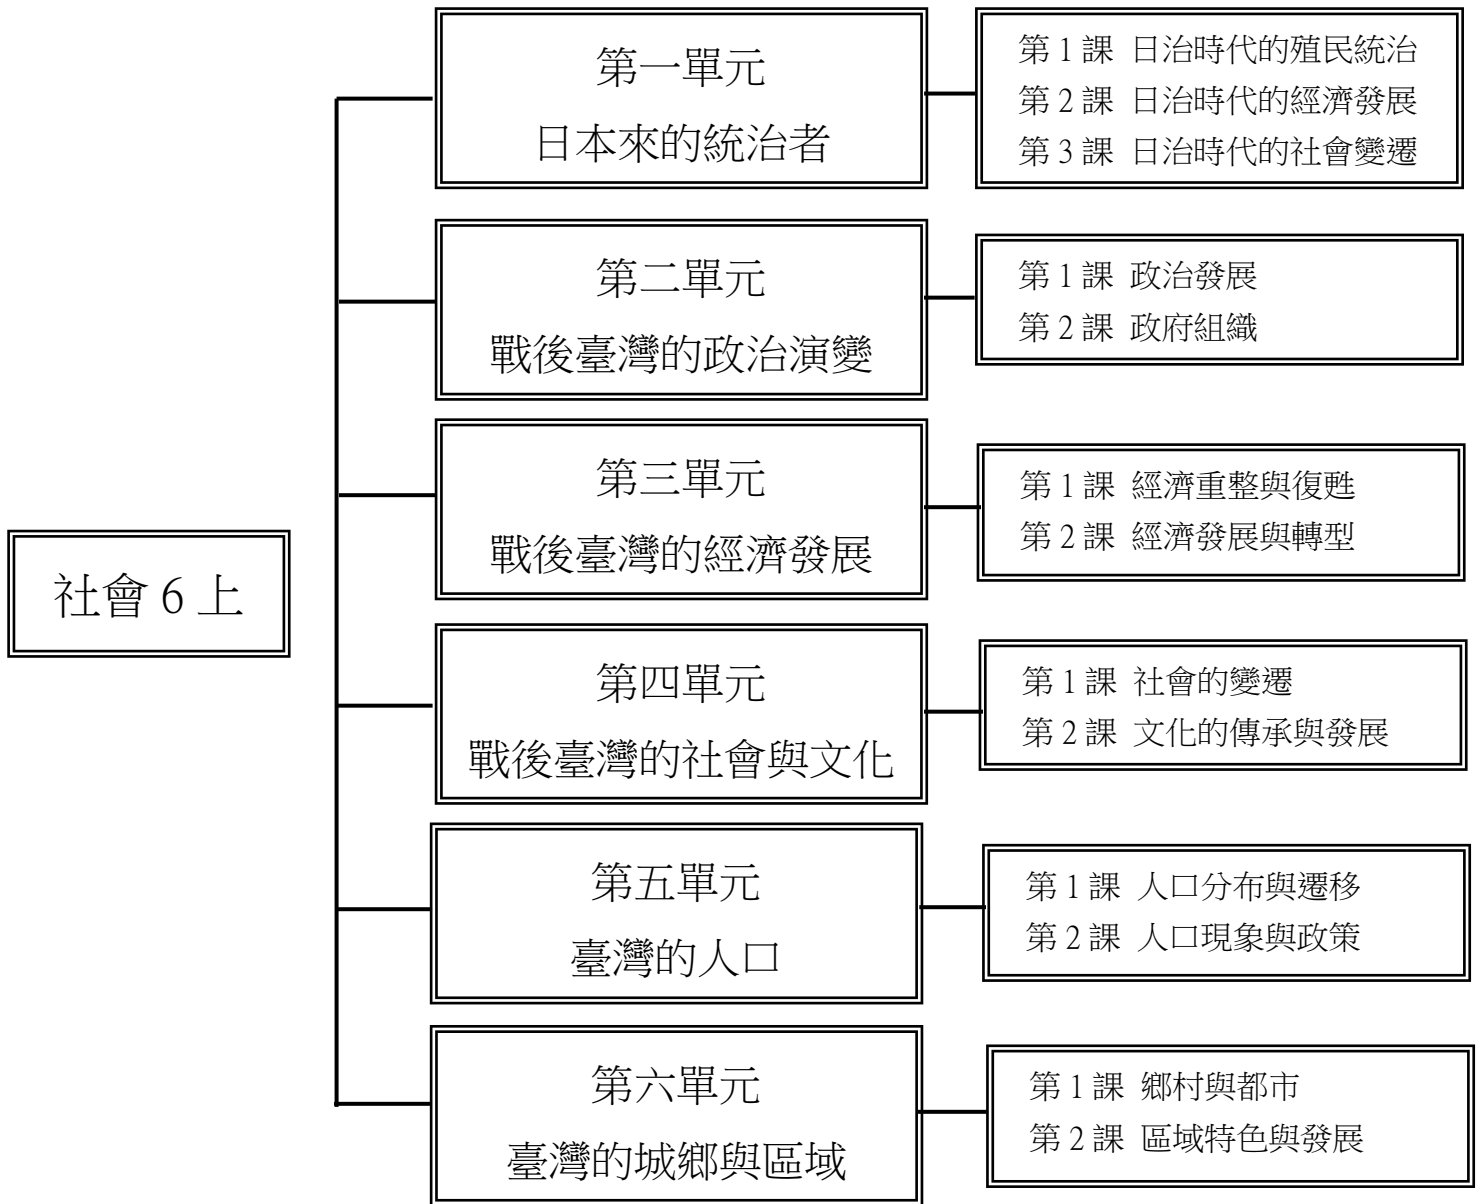 社會 6 上
第一單元
日本來的統治者
第 1 課 日治時代的殖民統治
第 2 課 日治時代的經濟發展
第 3 課 日治時代的社會變遷
第二單元
戰後臺灣的政治演變
第 1 課 政治發展
第 2 課 政府組織
第三單元
戰後臺灣的經濟發展
第 1 課 經濟重整與復甦
第 2 課 經濟發展與轉型
第四單元
戰後臺灣的社會與文化
第 1 課 社會的變遷
第 2 課 文化的傳承與發展
第五單元
臺灣的人口
第 1 課 人口分布與遷移
第 2 課 人口現象與政策
第六單元
臺灣的城鄉與區域
第 1 課 鄉村與都市
第 2 課 區域特色與發展